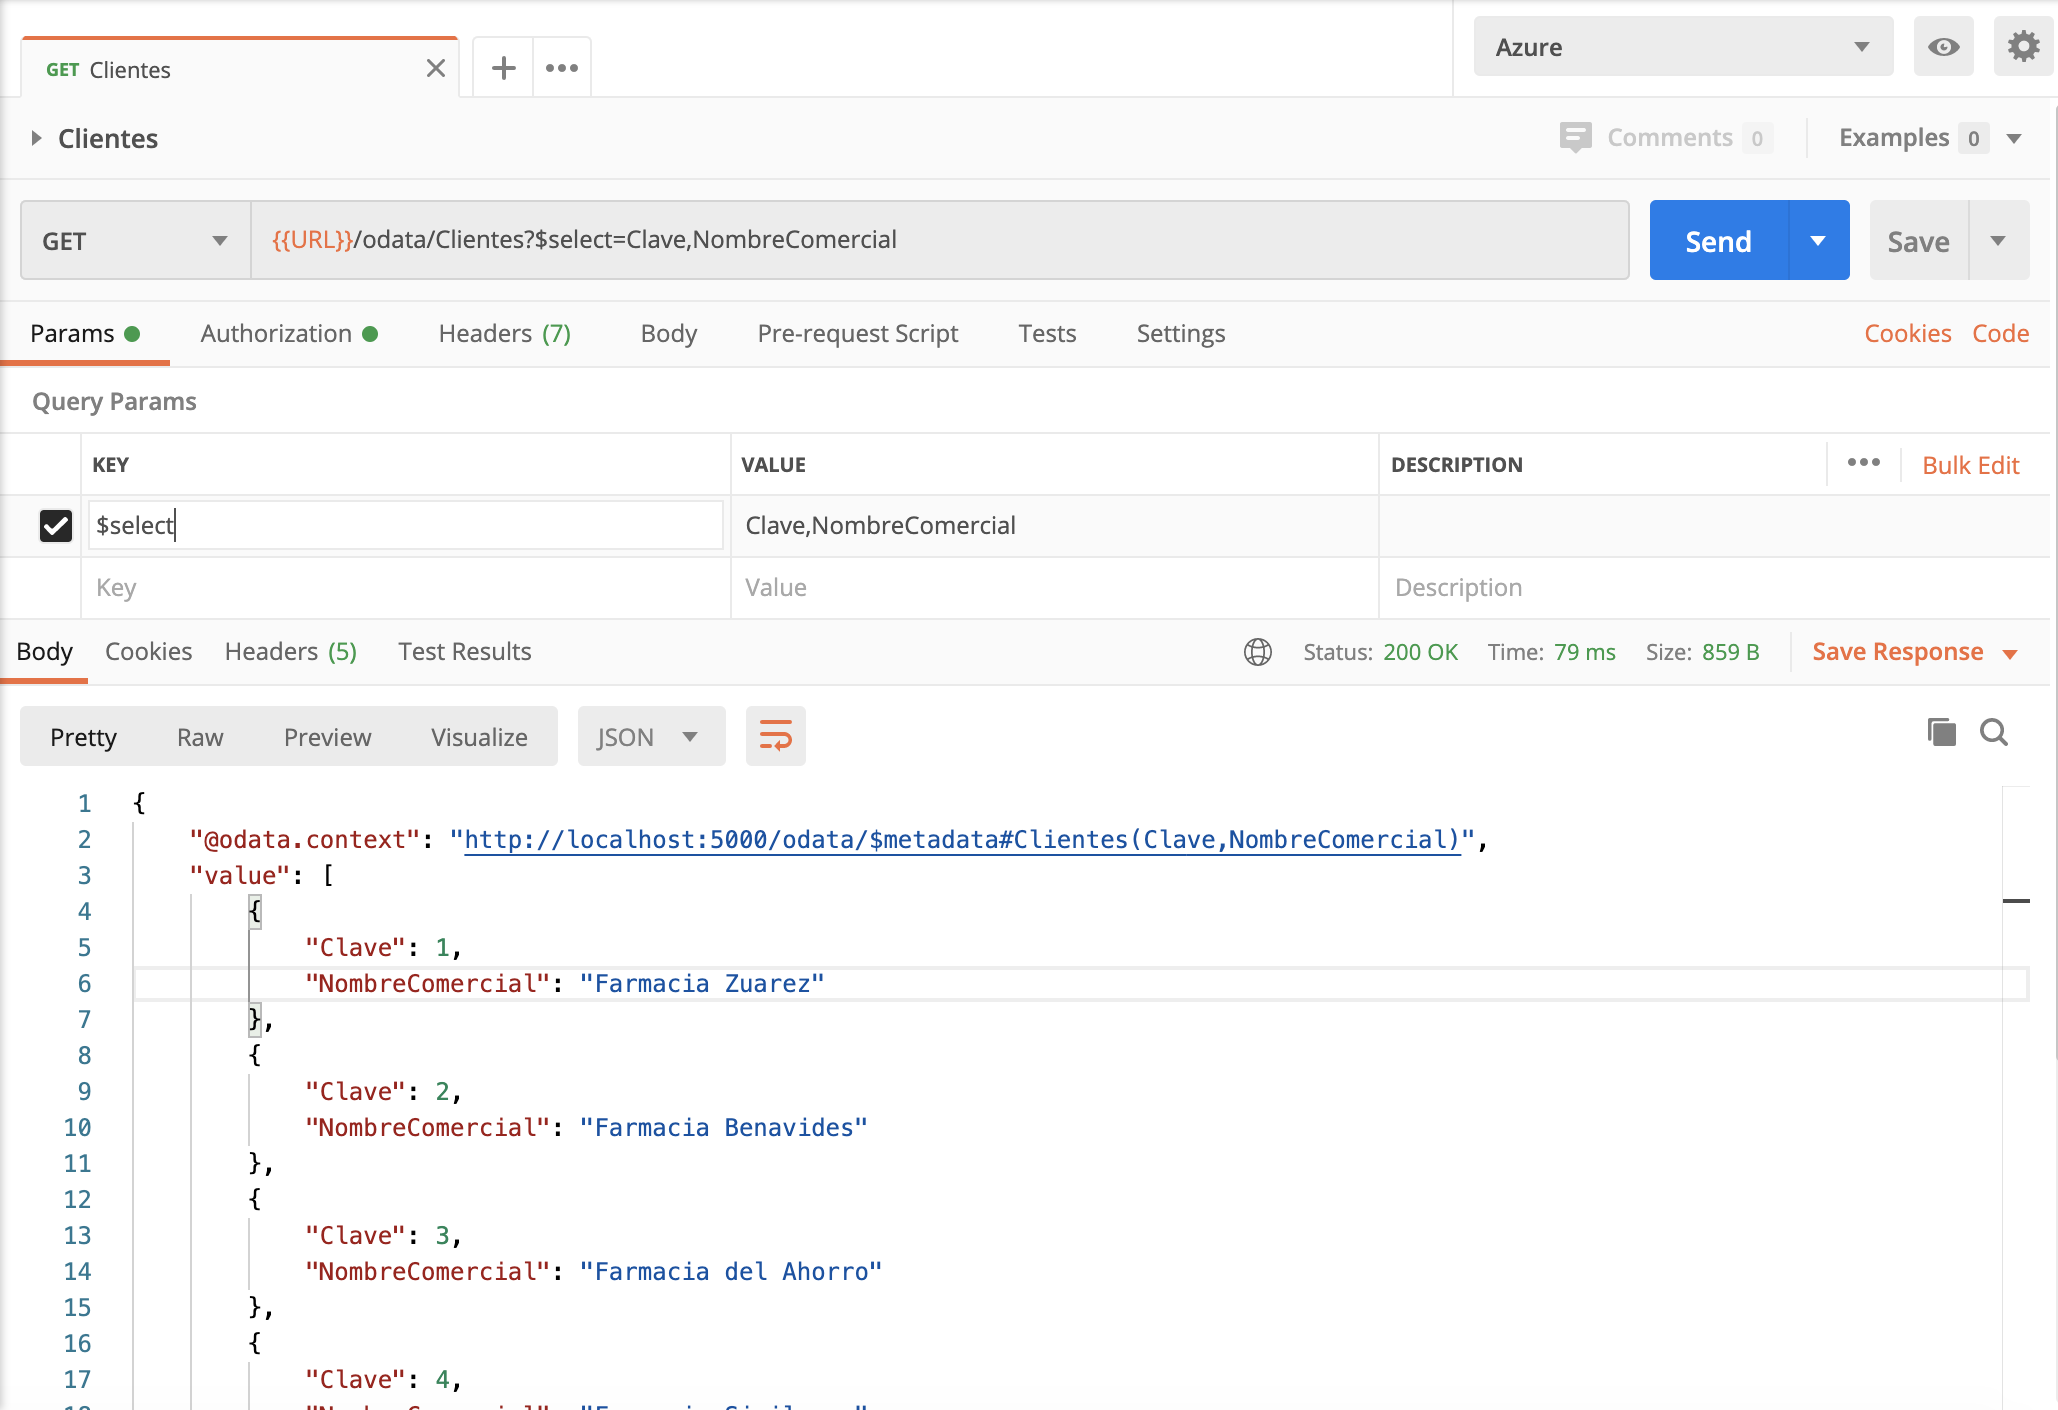 GET Clientes
Azure
Clientes
Comments 0
Examples 0
GET
{{URL}}/odata/Clientes?$select=Clave,NombreComercial
Send
Save
Params
Authorization
Headers (7)
Body
Pre-request Script
Tests
Settings
Cookies
Code
Query Params
KEY
VALUE
DESCRIPTION
Bulk Edit
$select
Clave,NombreComercial
Key
Value
Description
Body
Cookies
Headers (5)
Test Results
Status: 200 OK
Time: 79 ms
Size: 859 B
Save Response
Pretty
Raw
Preview
Visualize
JSON
1 {
2 "@odata.context": "http://localhost:5000/odata/$metadata#Clientes(Clave,NombreComercial)",
3 "value": [
4 {
5 "Clave": 1,
6 "NombreComercial": "Farmacia Zuarez"
7 },
8 {
9 "Clave": 2,
10 "NombreComercial": "Farmacia Benavides"
11 },
12 {
13 "Clave": 3,
14 "NombreComercial": "Farmacia del Ahorro"
15 },
16 {
17 "Clave": 4,